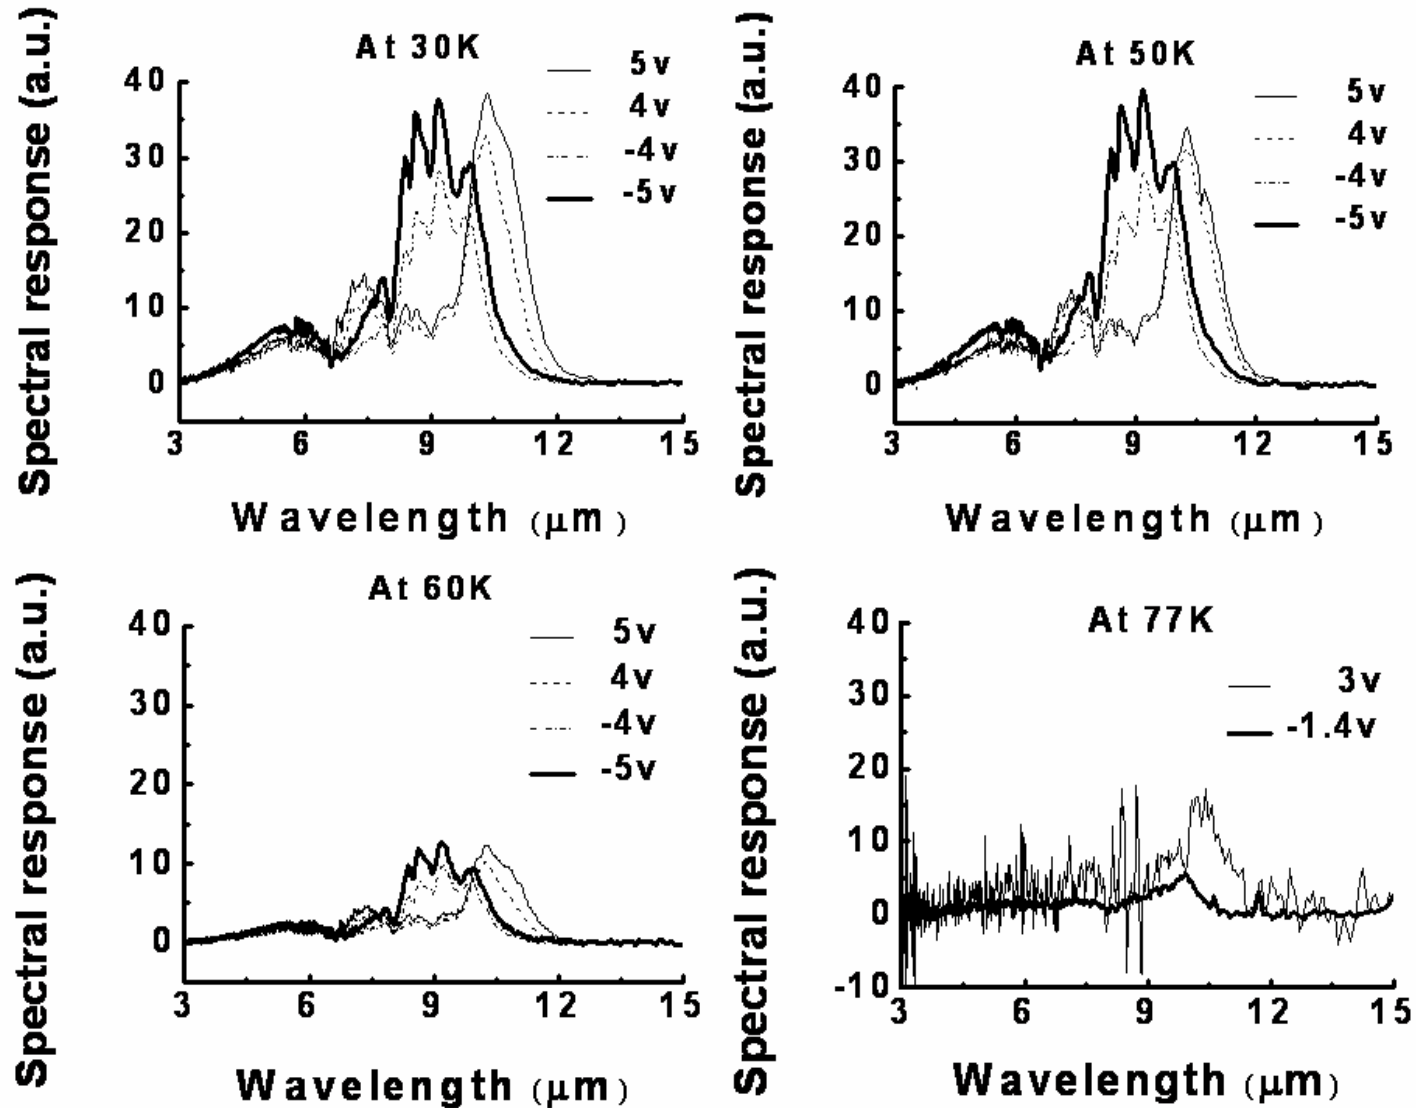 At 30K
Spectral response (a.u.)
5v
4v
-4v
-5v
40
30
20
10
0
3 6 9 12 15
Wavelength (μm)
At 50K
Spectral response (a.u.)
5v
4v
-4v
-5v
40
30
20
10
0
3 6 9 12 15
Wavelength (μm)
At 60K
Spectral response (a.u.)
5v
4v
-4v
-5v
40
30
20
10
0
3 6 9 12 15
Wavelength (μm)
At 77K
Spectral response (a.u.)
3v
-1.4v
40
30
20
10
0
-10
3 6 9 12 15
Wavelength (μm)